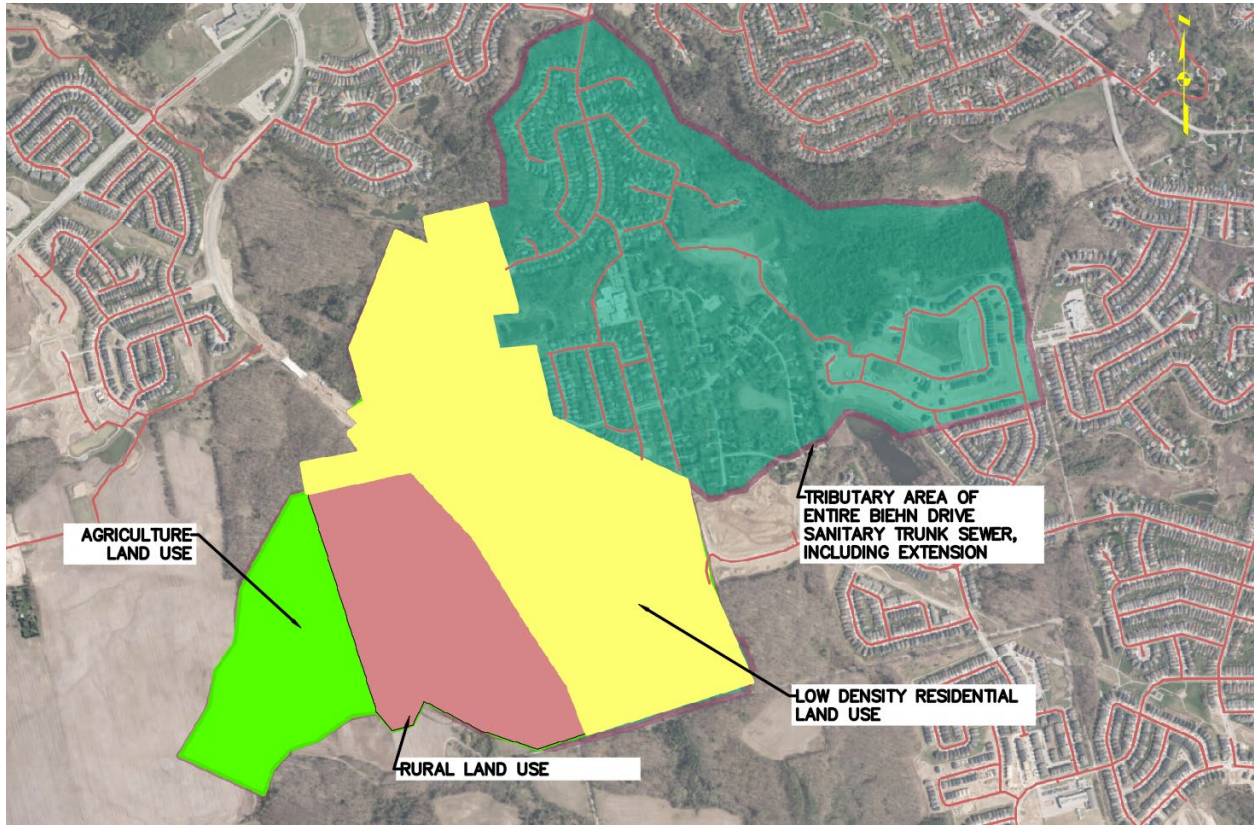 TRIBUTARY AREA OF
ENTIRE BIEHN DRIVE
SANITARY TRUNK SEWER,
INCLUDING EXTENSION
AGRICULTURE
LAND USE
LOW DENSITY RESIDENTIAL
LAND USE
RURAL LAND USE